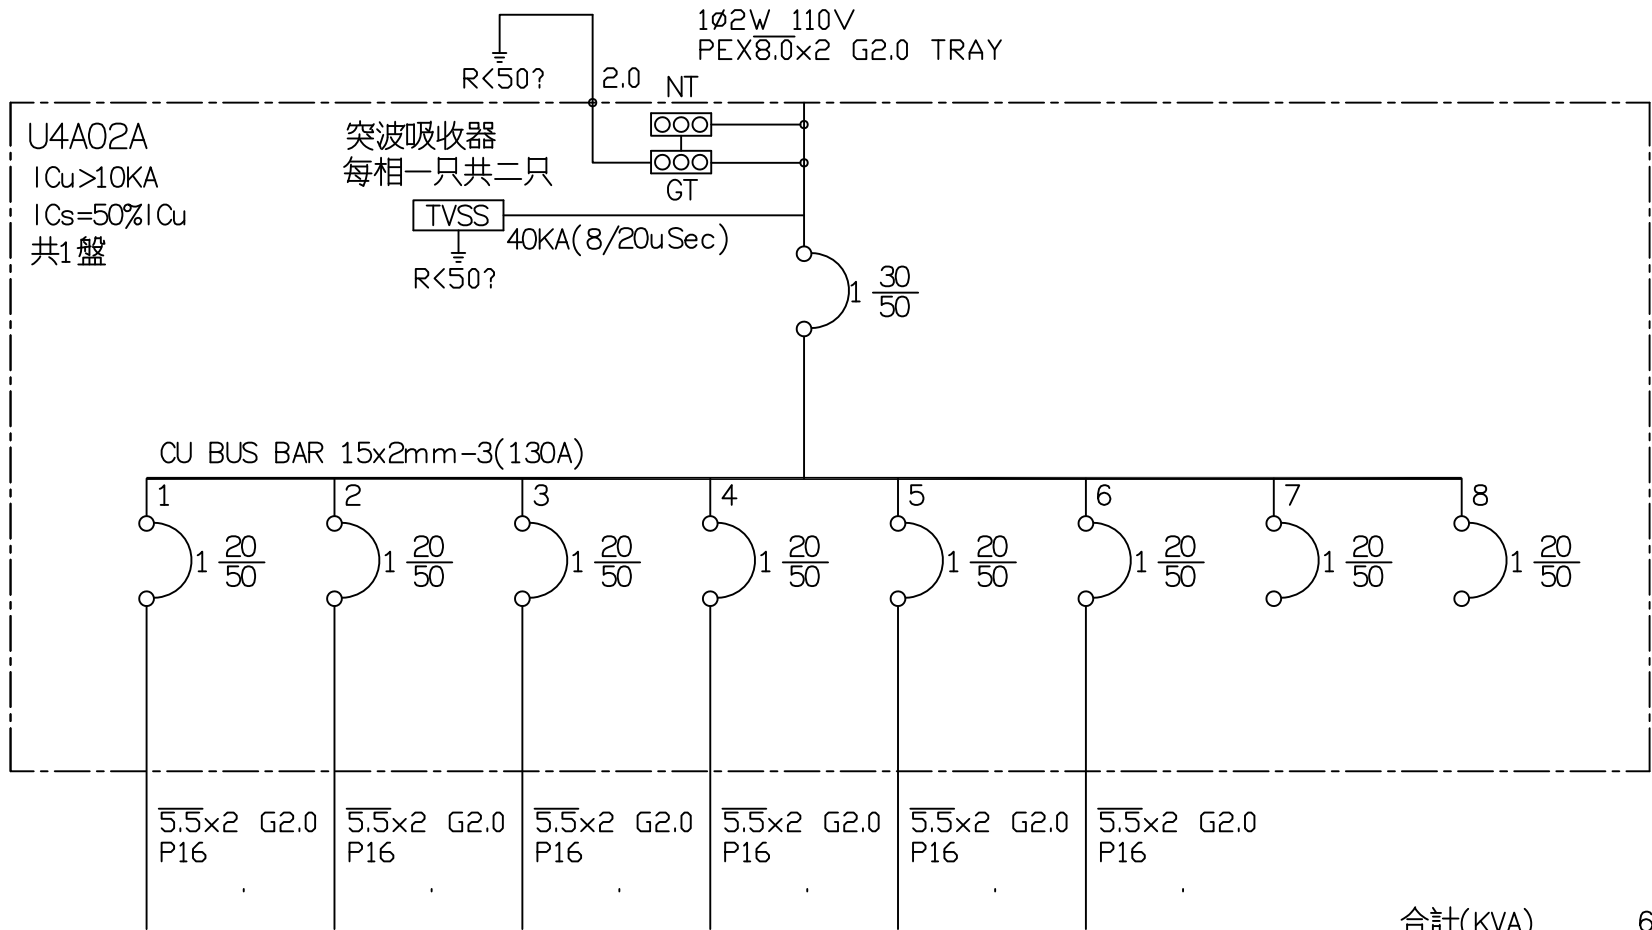 1ø2W 110V
PEX8.0x2 G2.0 TRAY
R<50?
2.0
NT
U4A02A
ICu>10KA
ICs=50%ICu
共1盤
突波吸收器
每相一只共二只
GT
TVSS
40KA(8/20uSec)
R<50?
1 30
50
CU BUS BAR 15x2mm-3(130A)
1 2 3 4 5 6 7 8
1 20 1 20 1 20 1 20 1 20 1 20 1 20 1 20
50 50 50 50 50 50 50 50
5.5x2 G2.0 5.5x2 G2.0 5.5x2 G2.0 5.5x2 G2.0 5.5x2 G2.0 5.5x2 G2.0
P16 P16 P16 P16 P16 P16
合計(KVA) 6